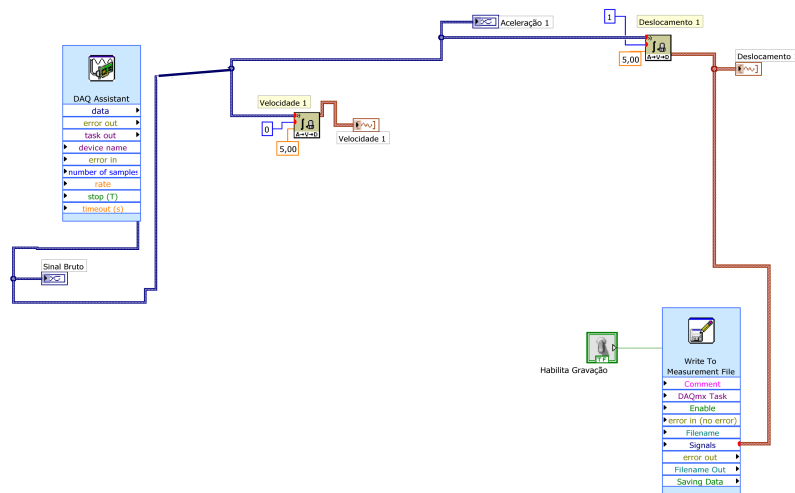 Aceleração 1
1
Deslocamento 1
A→V→D
5,00
Deslocamento
DAQ Assistant
data
error out
task out
device name
error in
number of samples
rate
stop (T)
timeout (s)
Velocidade 1
0
A→V→D
5,00
Velocidade 1
Sinal Bruto
TF
Habilita Gravação
Write To
Measurement File
Comment
DAQmx Task
Enable
error in (no error)
Filename
Signals
error out
Filename Out
Saving Data